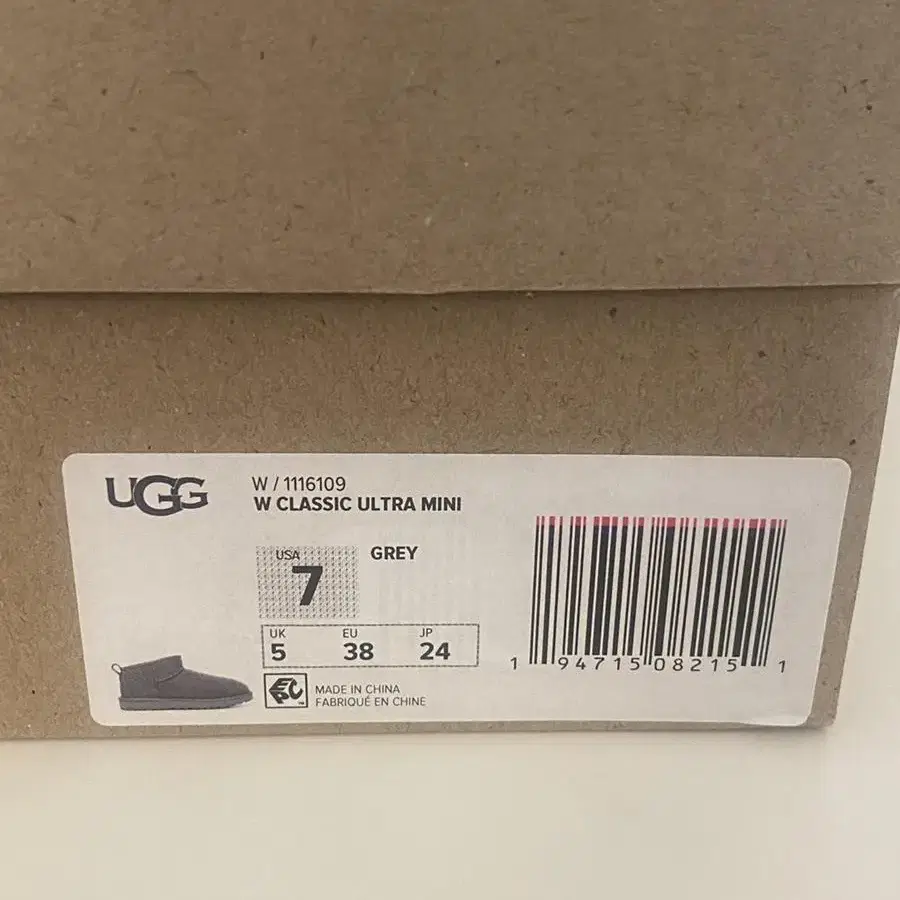 UGG
W / 1116109
W CLASSIC ULTRA MINI
USA
7
GREY
UK EU JP
5 38 24
MADE IN CHINA
FABRIQUÉ EN CHINE
1 94715 08215 1